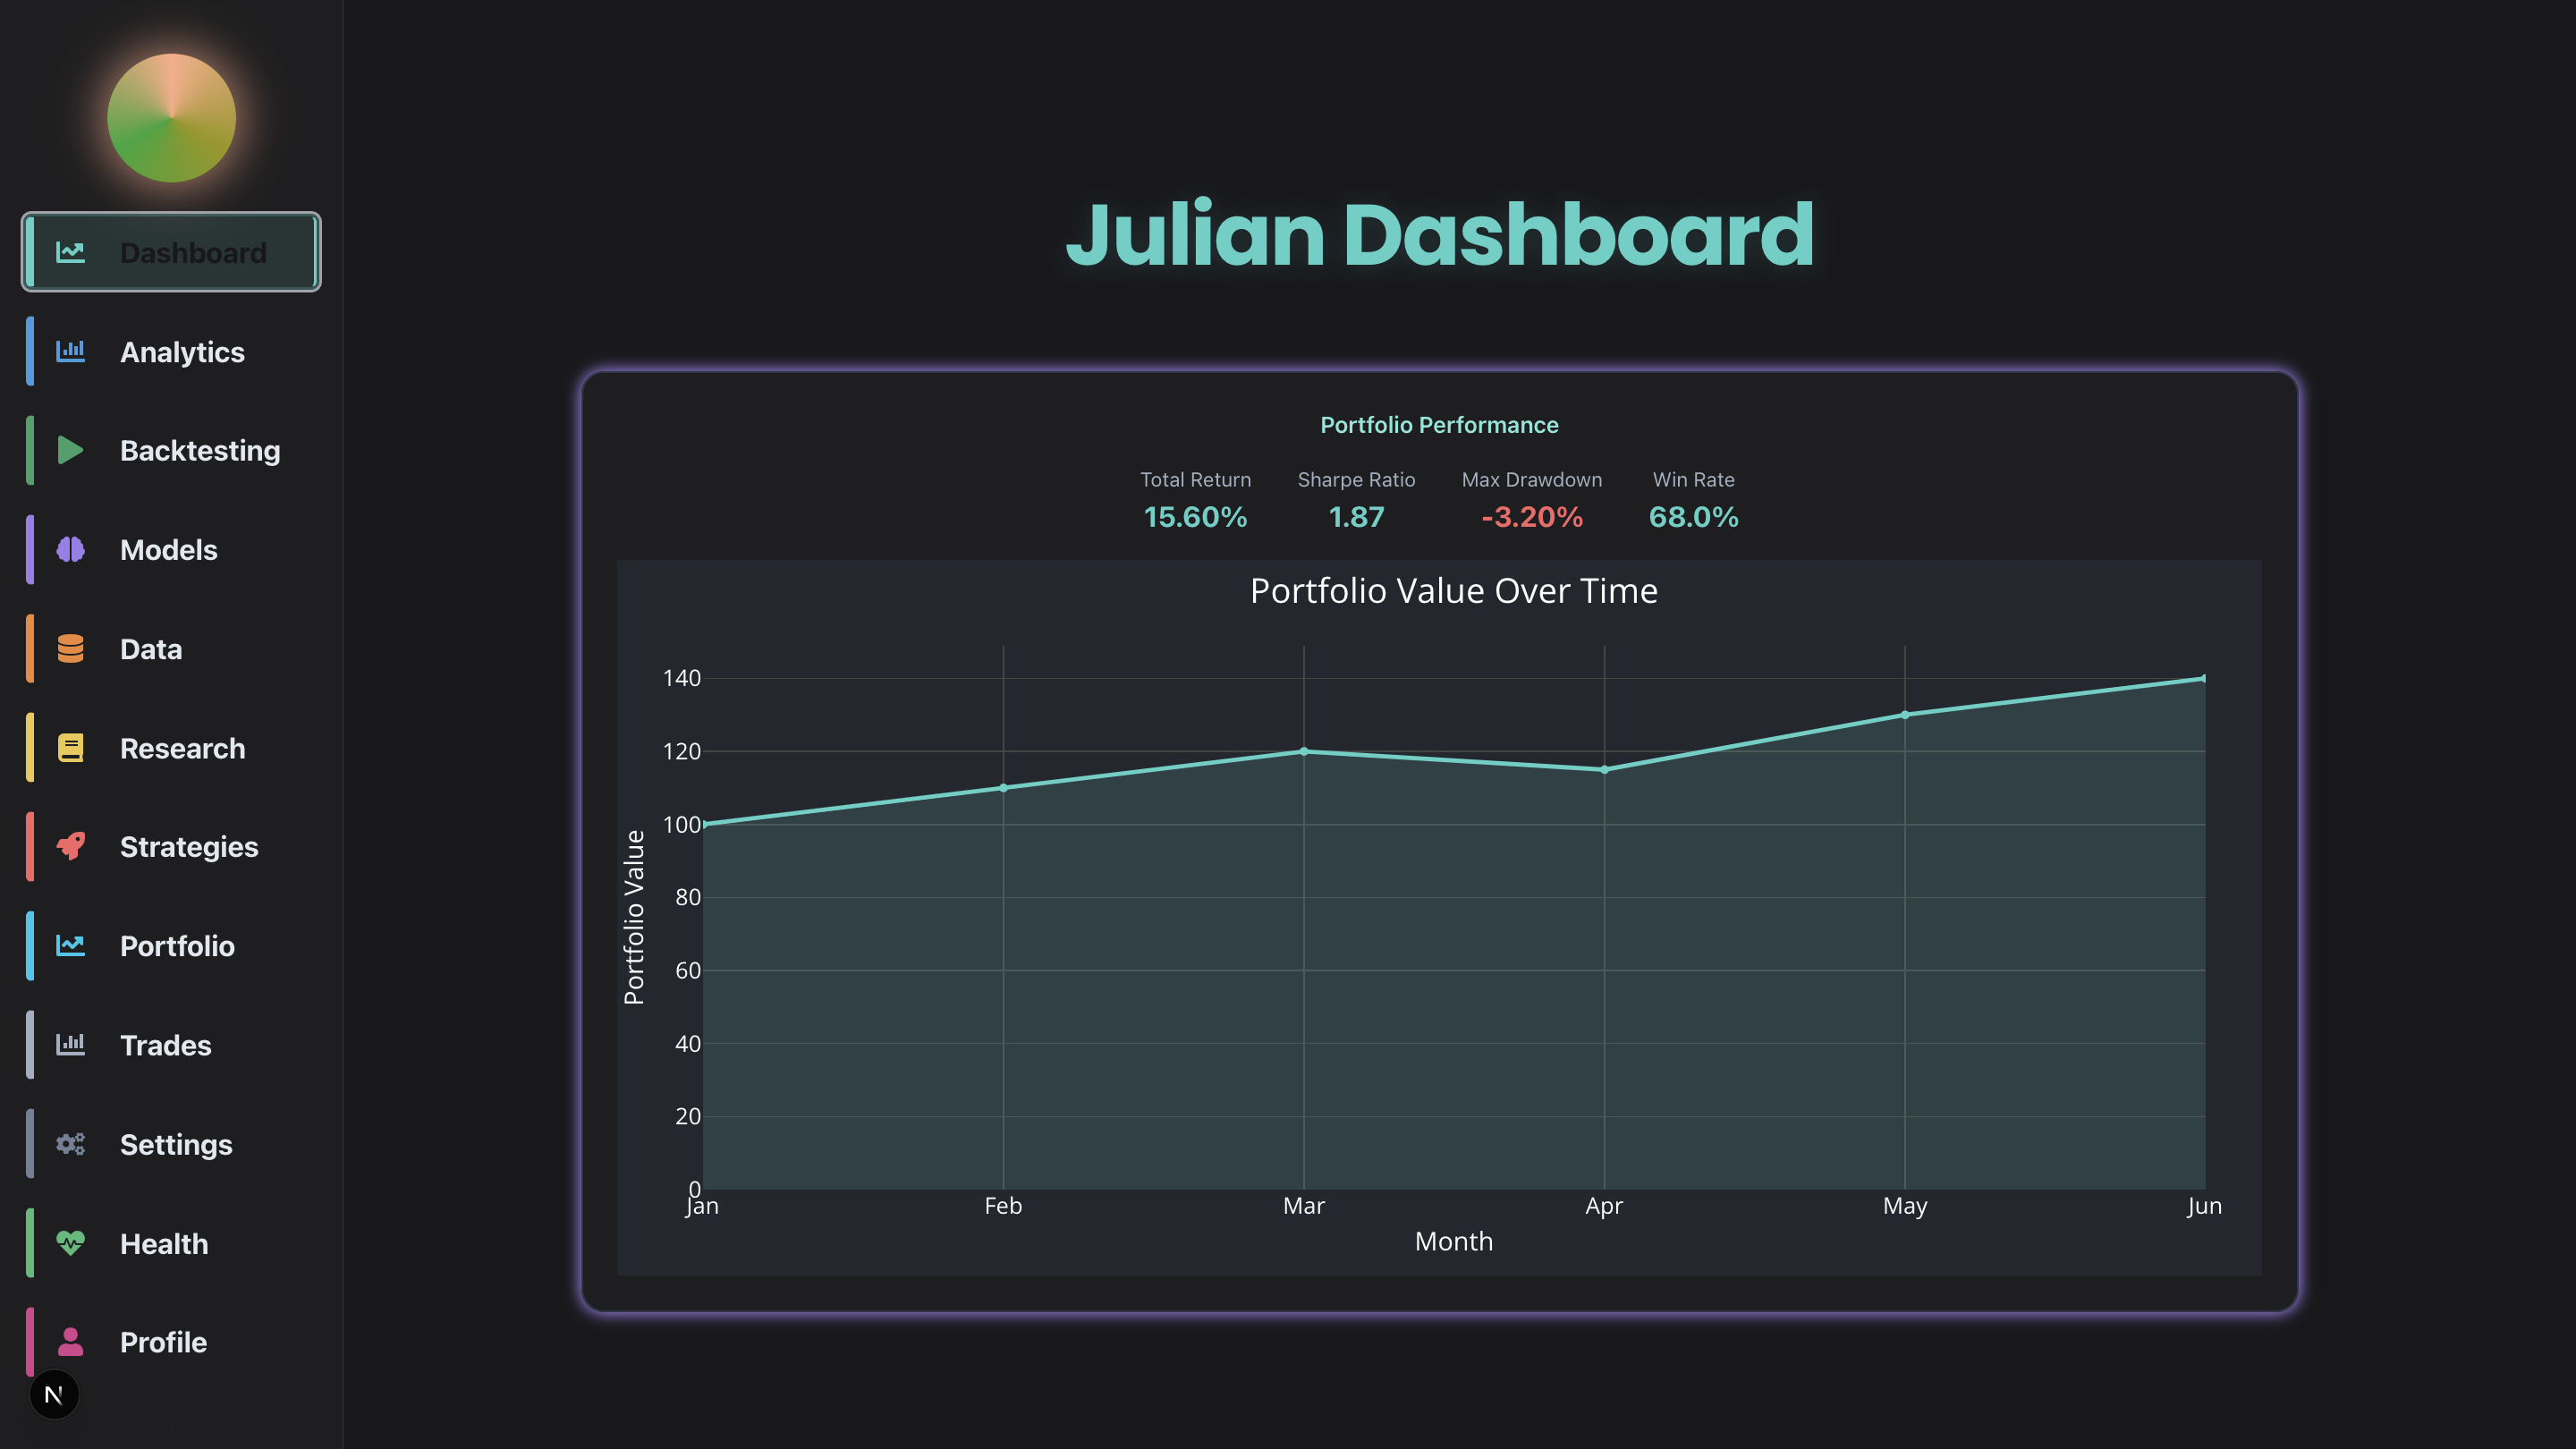 Dashboard
Analytics
Backtesting
Models
Data
Research
Strategies
Portfolio
Trades
Settings
Health
Profile
N
Julian Dashboard
Portfolio Performance
Total Return Sharpe Ratio Max Drawdown Win Rate
15.60% 1.87 -3.20% 68.0%
Portfolio Value Over Time
140
120
100
80
60
40
20
0
Portfolio Value
Jan Feb Mar Apr May Jun
Month